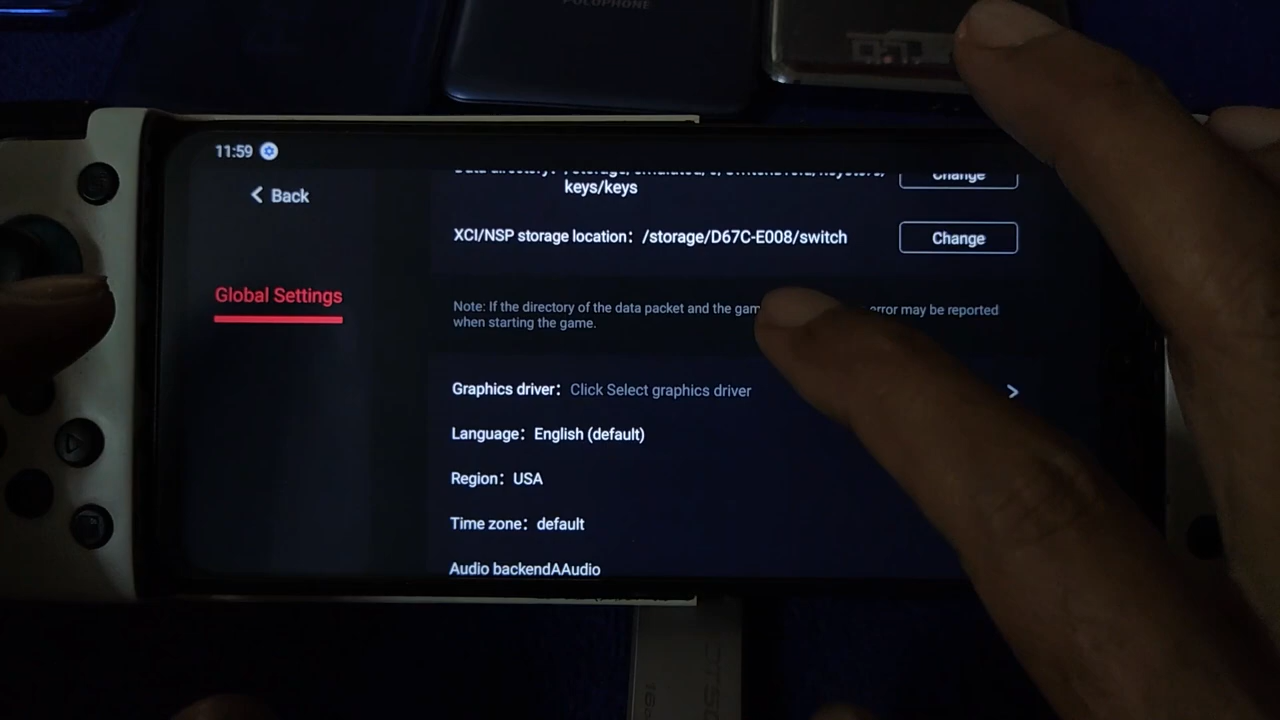 POCOPHONE
11:59
Back
Global Settings
keys/keys
Change
XCI/NSP storage location: /storage/D67C-E008/switch
Change
Note: If the directory of the data packet and the gam error may be reported
when starting the game.
Graphics driver: Click Select graphics driver
Language: English (default)
Region: USA
Time zone: default
Audio backendAAudio